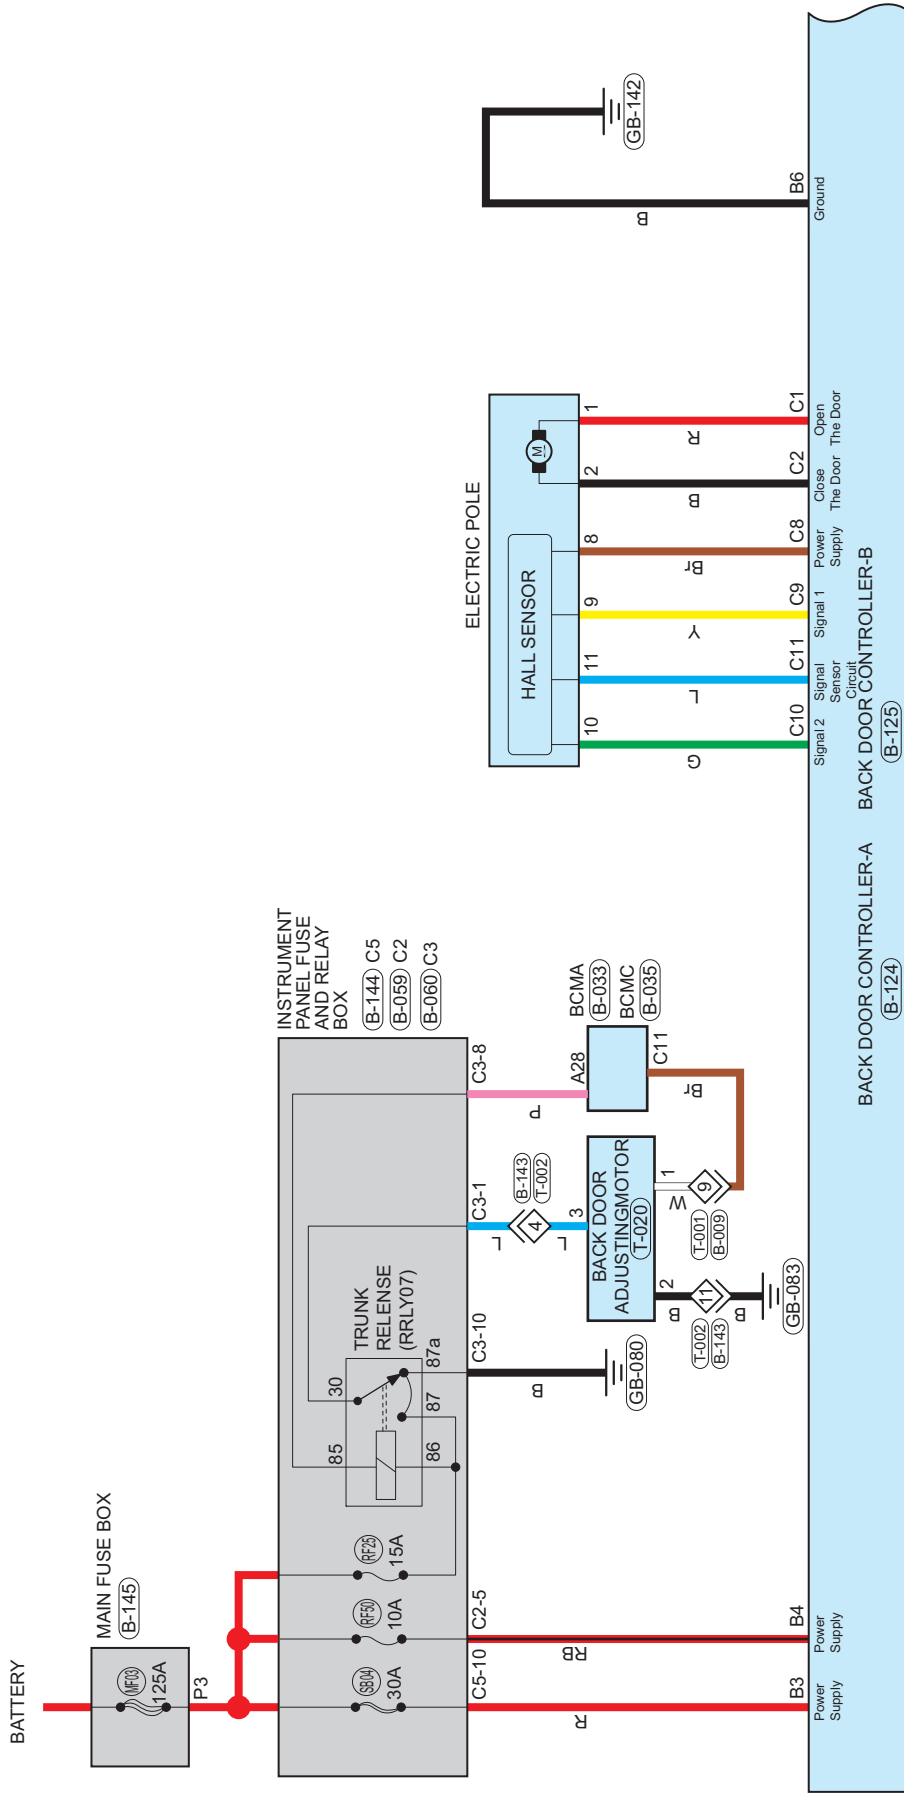 BATTERY
MAIN FUSE BOX
B-145
MF03
125A
P3
INSTRUMENT
PANEL FUSE
AND RELAY
BOX
B-144 C5
B-059 C2
B-060 C3
SB04
30A
RF50
10A
RF25
15A
TRUNK
RELENSE
(RRLY07)
85
30
86
87
87a
C5-10
C2-5
C3-10
C3-1
C3-8
R
RB
B
L
P
GB-080
4
B-143
T-002
L
3
A28
BCMA
B-033
BCMC
B-035
C11
Br
BACK DOOR
ADJUSTINGMOTOR
T-020
2
1
B
W
11
9
T-002
B-143
T-001
B-009
B
GB-083
ELECTRIC POLE
HALL SENSOR
M
10
11
9
8
2
1
G
L
Y
Br
B
R
B
GB-142
B3
B4
C10
C11
C9
C8
C2
C1
B6
Power
Supply
Power
Supply
Signal 2
Signal
Sensor
Circuit
Signal 1
Power
Supply
Close
The Door
Open
The Door
Ground
BACK DOOR CONTROLLER-A
B-124
BACK DOOR CONTROLLER-B
B-125